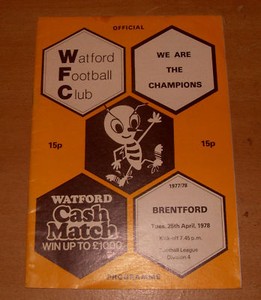 OFFICIAL
Watford
Football
Club
WE ARE
THE
CHAMPIONS
15p
15p
WATFORD
Cash
Match
WIN UP TO £1000
1977/78
BRENTFORD
Tues. 25th April, 1978
Kick-off 7.45 p.m.
Football League
Division 4
PROGRAMME